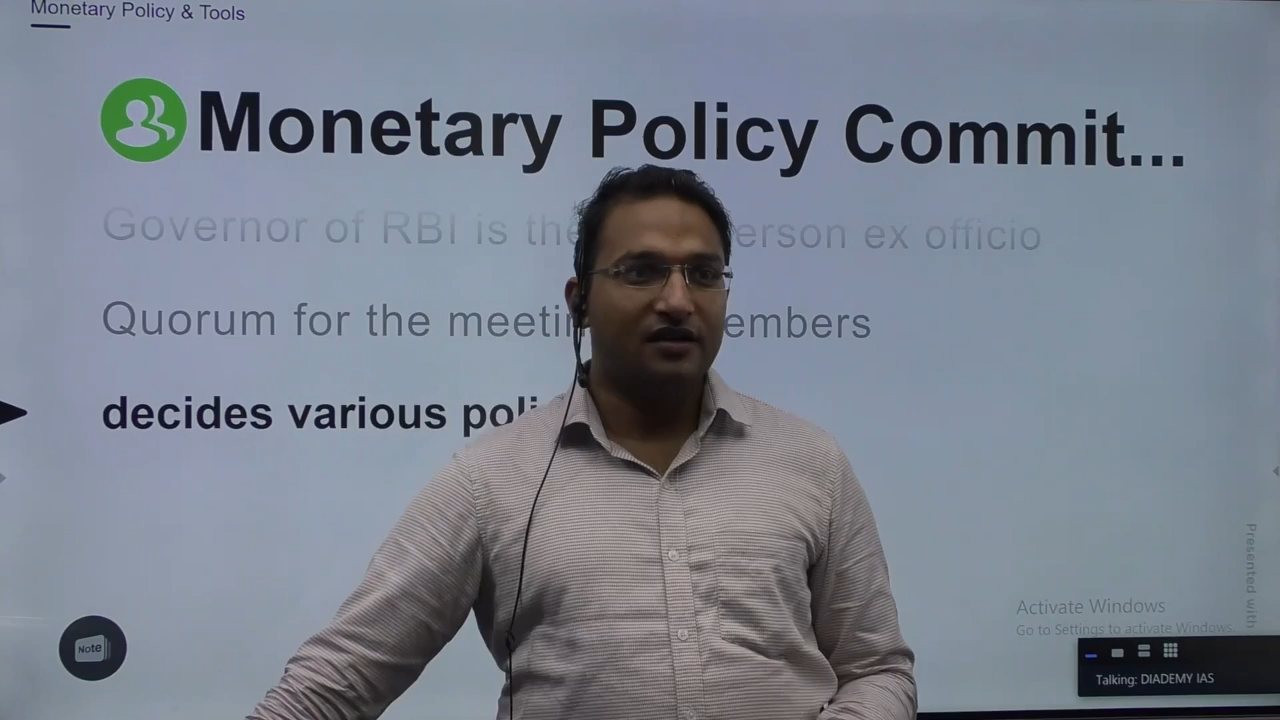 Monetary Policy & Tools
Monetary Policy Commit...
Governor of RBI is the erson ex officio
Quorum for the meetin embers
decides various poli
Note
Presented with
Activate Windows
Go to Settings to activate Windows.
Talking: DIADEMY IAS